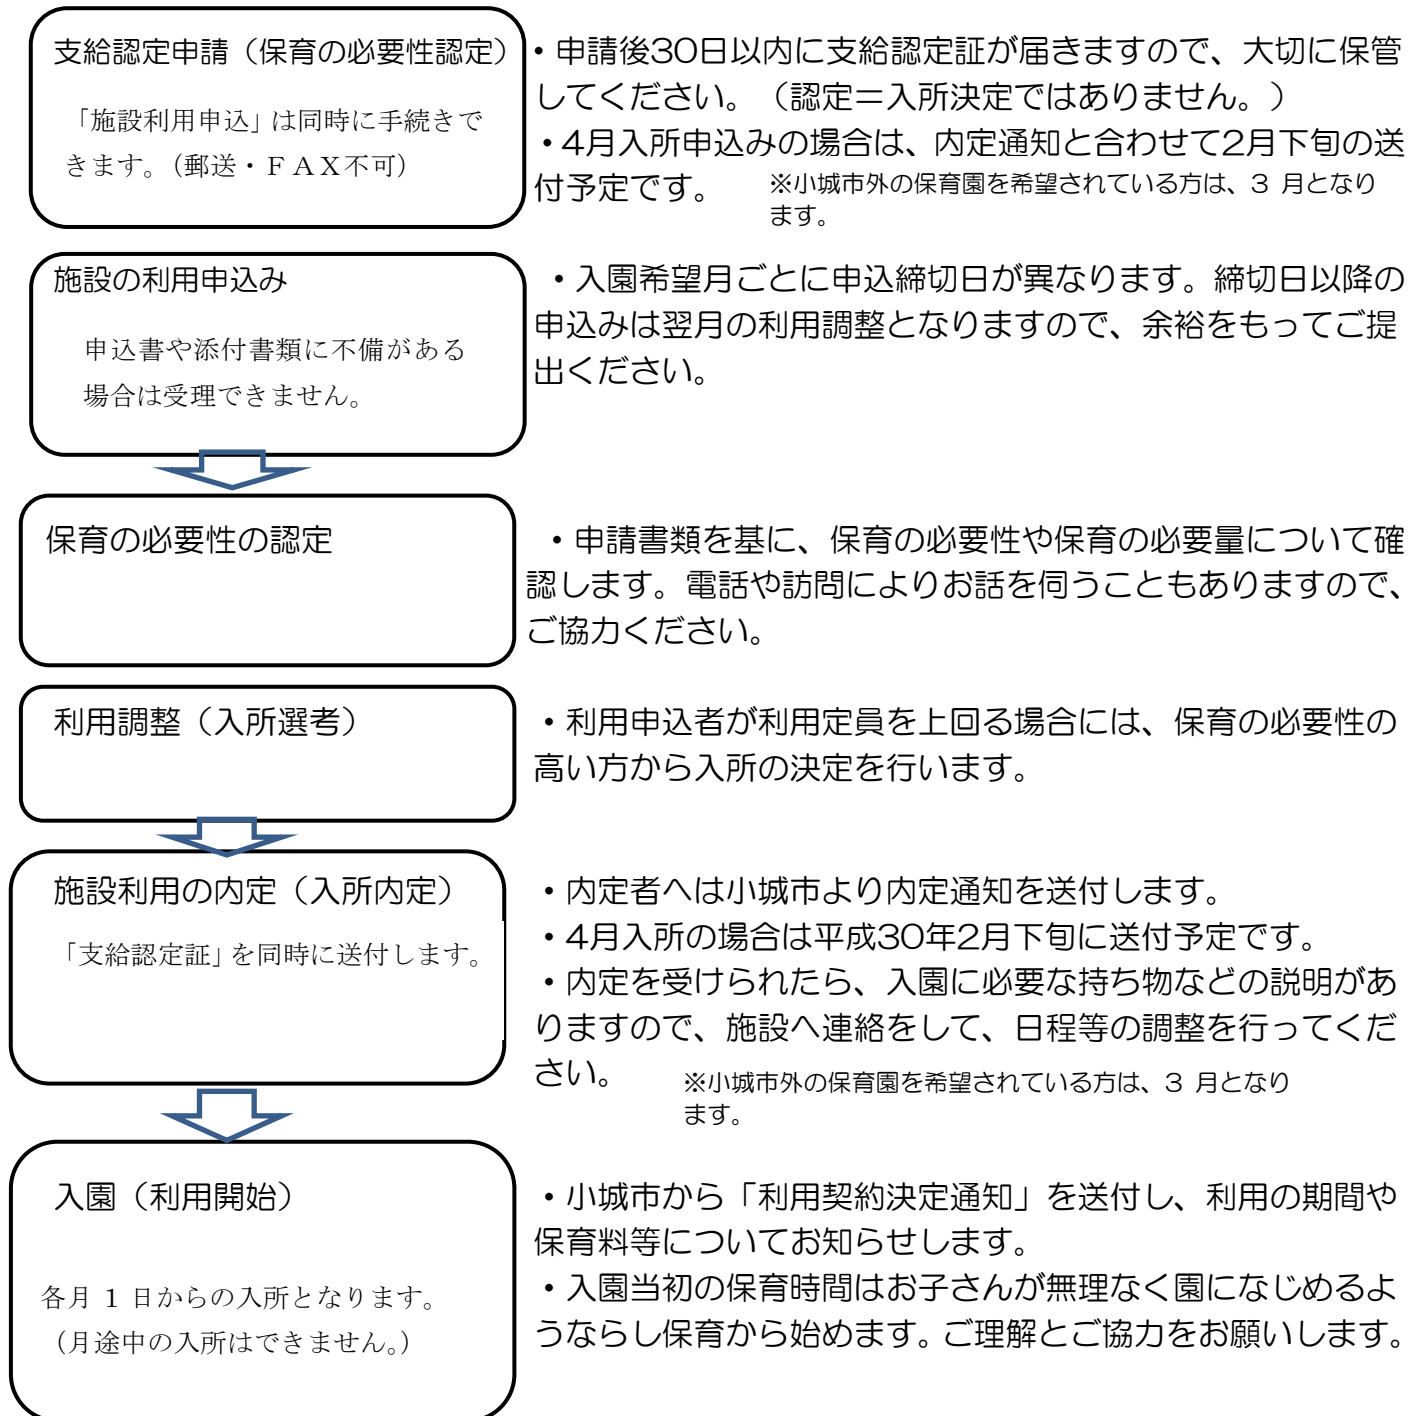 支給認定申請（保育の必要性認定）
「施設利用申込」は同時に手続きで
きます。（郵送・ＦＡＸ不可）
・申請後30日以内に支給認定証が届きますので、大切に保管
してください。（認定＝入所決定ではありません。）
・4月入所申込みの場合は、内定通知と合わせて2月下旬の送
付予定です。
※小城市外の保育園を希望されている方は、３ 月となり
ます。
施設の利用申込み
申込書や添付書類に不備がある
場合は受理できません。
・入園希望月ごとに申込締切日が異なります。締切日以降の
申込みは翌月の利用調整となりますので、余裕をもってご提
出ください。
保育の必要性の認定
・申請書類を基に、保育の必要性や保育の必要量について確
認します。電話や訪問によりお話を伺うこともありますので、
ご協力ください。
利用調整（入所選考）
・利用申込者が利用定員を上回る場合には、保育の必要性の
高い方から入所の決定を行います。
施設利用の内定（入所内定）
「支給認定証」を同時に送付します。
・内定者へは小城市より内定通知を送付します。
・4月入所の場合は平成30年2月下旬に送付予定です。
・内定を受けられたら、入園に必要な持ち物などの説明があ
りますので、施設へ連絡をして、日程等の調整を行ってくだ
さい。
※小城市外の保育園を希望されている方は、３ 月となり
ます。
入園（利用開始）
各月 1 日からの入所となります。
（月途中の入所はできません。）
・小城市から「利用契約決定通知」を送付し、利用の期間や
保育料等についてお知らせします。
・入園当初の保育時間はお子さんが無理なく園になじめるよ
うならし保育から始めます。ご理解とご協力をお願いします。